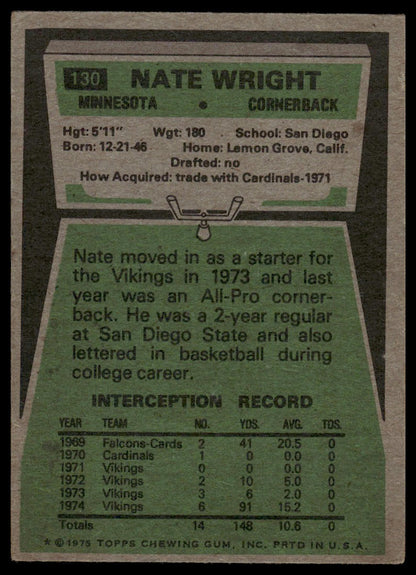 130 NATE WRIGHT
MINNESOTA • CORNERBACK
Hgt: 5'11" Wgt: 180 School: San Diego
Born: 12-21-46 Home: Lemon Grove, Calif.
Drafted: no
How Acquired: trade with Cardinals-1971
Nate moved in as a starter for
the Vikings in 1973 and last
year was an All-Pro corner-
back. He was a 2-year regular
at San Diego State and also
lettered in basketball during
college career.
INTERCEPTION RECORD
YEAR TEAM NO. YDS. AVG. TDS.
1969 Falcons-Cards 2 41 20.5 0
1970 Cardinals 1 0 0.0 0
1971 Vikings 0 0 0.0 0
1972 Vikings 2 10 5.0 0
1973 Vikings 3 6 2.0 0
1974 Vikings 6 91 15.2 0
Totals 14 148 10.6 0
* © 1975 TOPPS CHEWING GUM, INC. PRTD IN U.S.A.